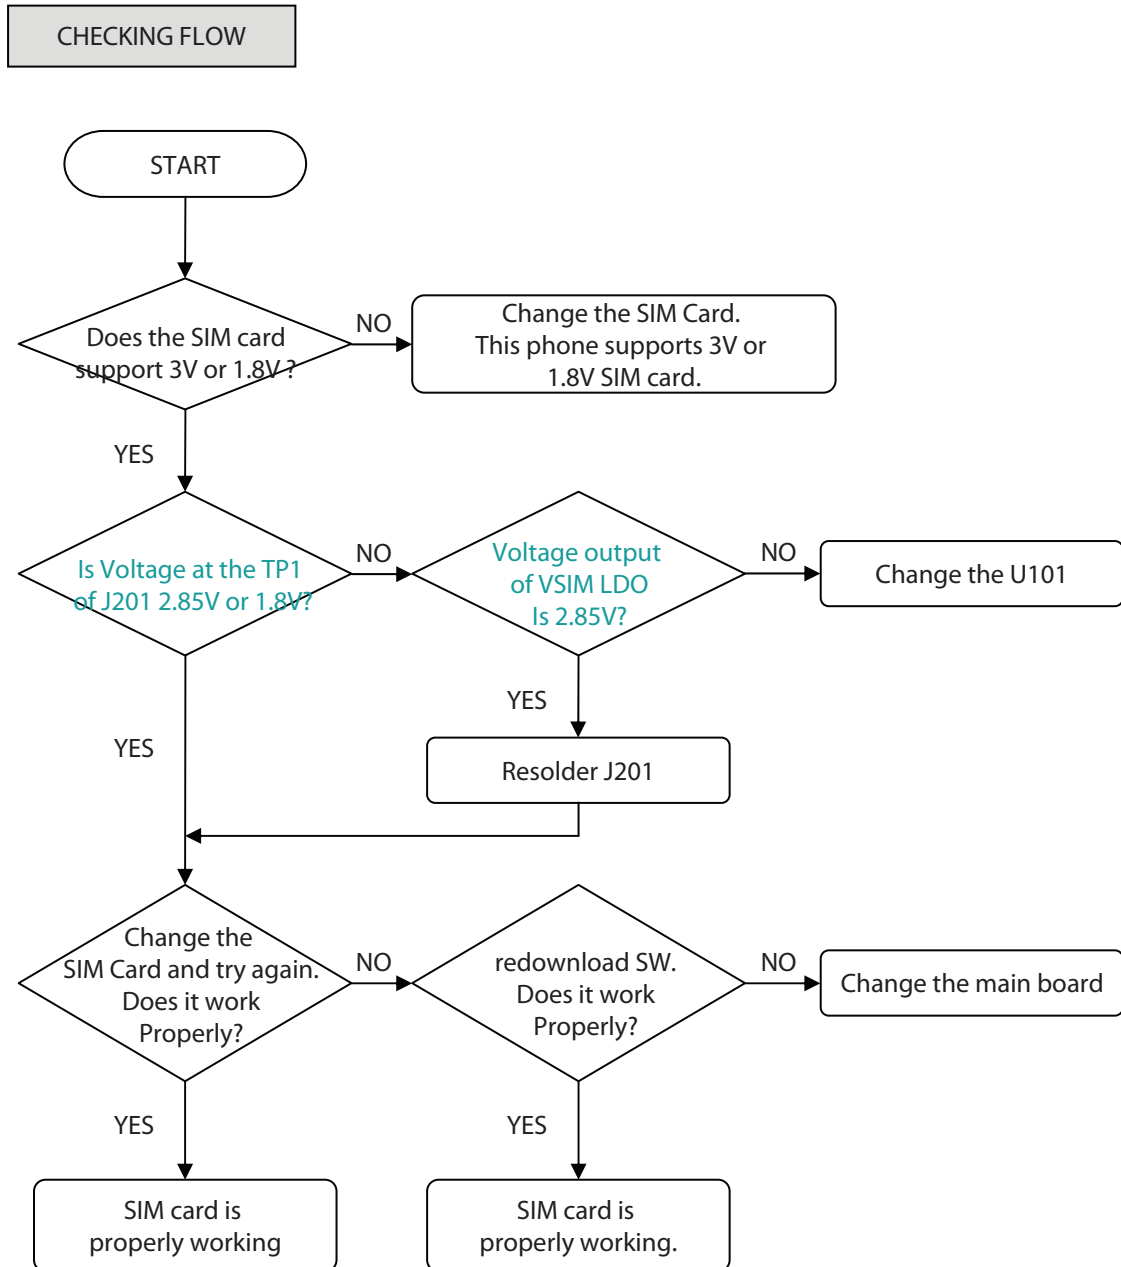 CHECKING FLOW
START
Does the SIM card
support 3V or 1.8V ?
NO
Change the SIM Card.
This phone supports 3V or
1.8V SIM card.
YES
Is Voltage at the TP1
of J201 2.85V or 1.8V?
NO
Voltage output
of VSIM LDO
Is 2.85V?
NO
Change the U101
YES
Resolder J201
YES
Change the
SIM Card and try again.
Does it work
Properly?
NO
redownload SW.
Does it work
Properly?
NO
Change the main board
YES
SIM card is
properly working
YES
SIM card is
properly working.